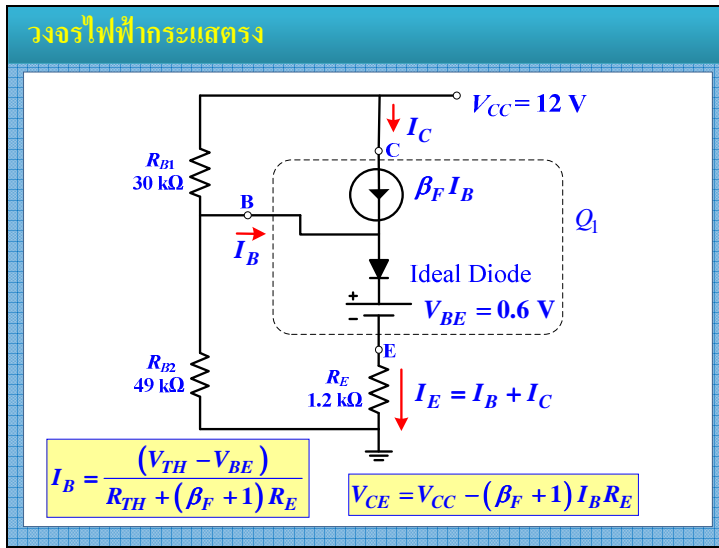 วงจรไฟฟ้ากระแสตรง
V_CC = 12 V
I_C
C
R_B1
30 kΩ
β_F I_B
B
Q_1
I_B
Ideal Diode
+
V_BE = 0.6 V
−
E
R_B2
49 kΩ
R_E
1.2 kΩ
I_E = I_B + I_C
I_B = (V_TH − V_BE) / (R_TH + (β_F + 1) R_E)
V_CE = V_CC − (β_F + 1) I_B R_E